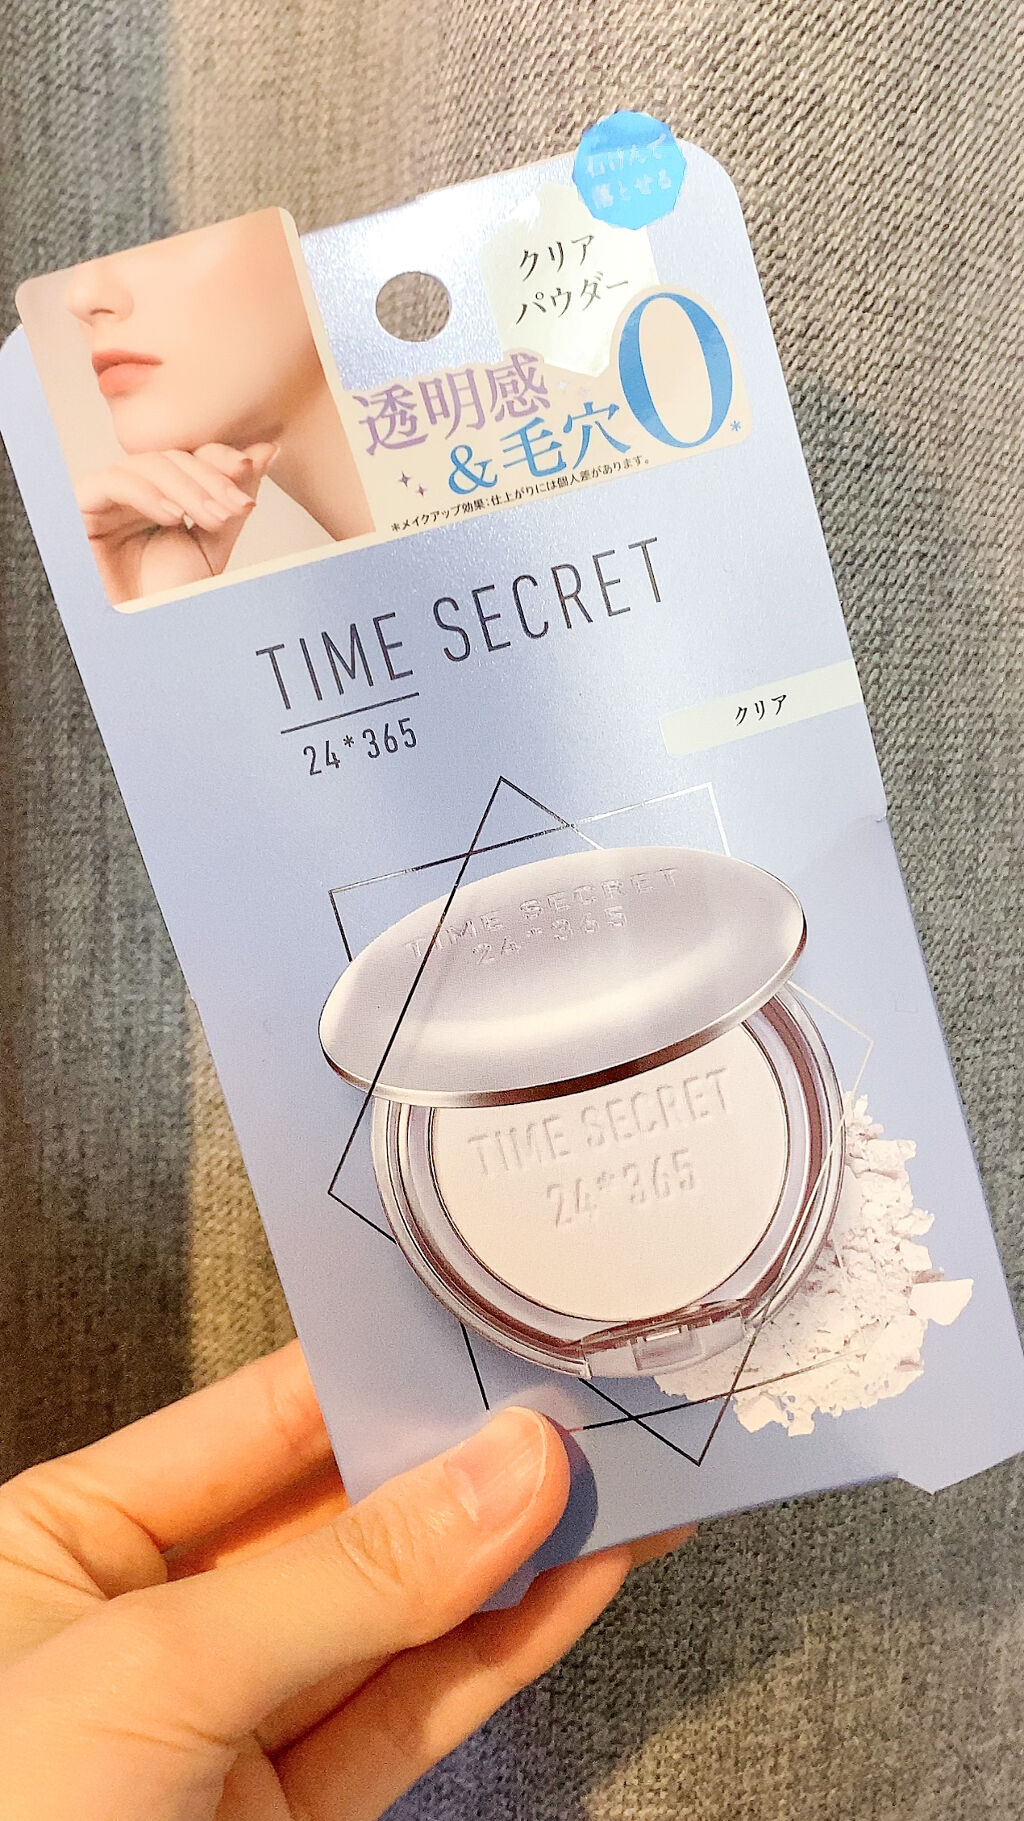 石けんで
落とせる
クリア
パウダー
透明感
&毛穴0*
*メイクアップ効果:仕上がりには個人差があります。
TIME SECRET
24*365
クリア
TIME SECRET
24*365
TIME SECRET
24*365